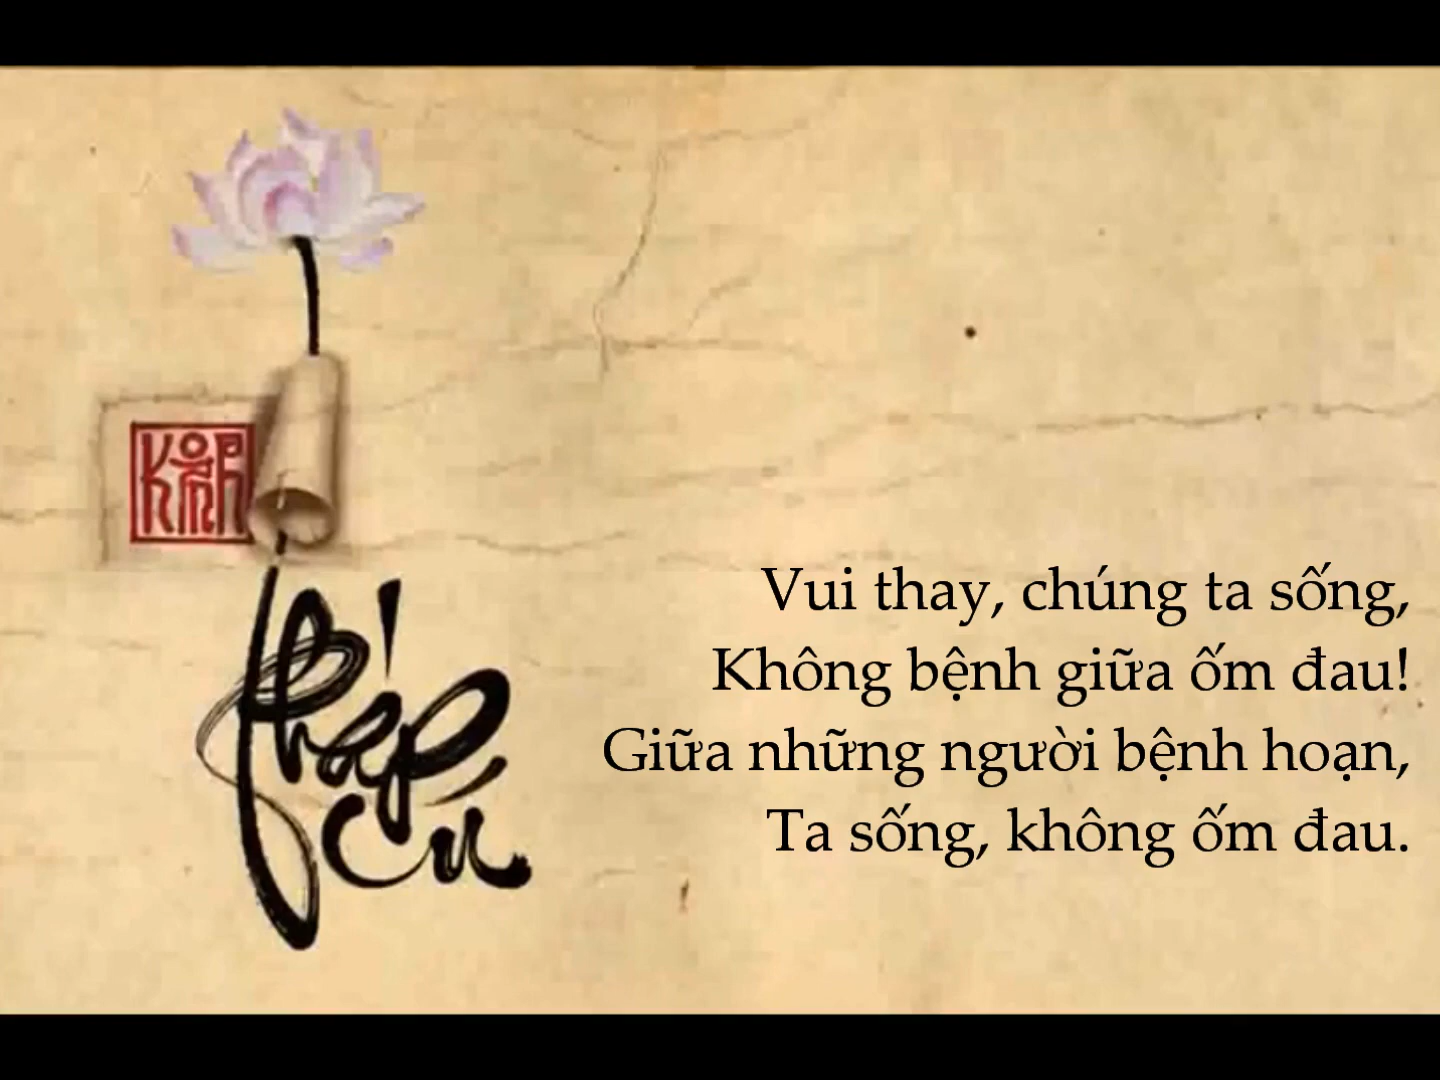 Kinh
Pháp
Cú
Vui thay, chúng ta sống,
Không bệnh giữa ốm đau!
Giữa những người bệnh hoạn,
Ta sống, không ốm đau.